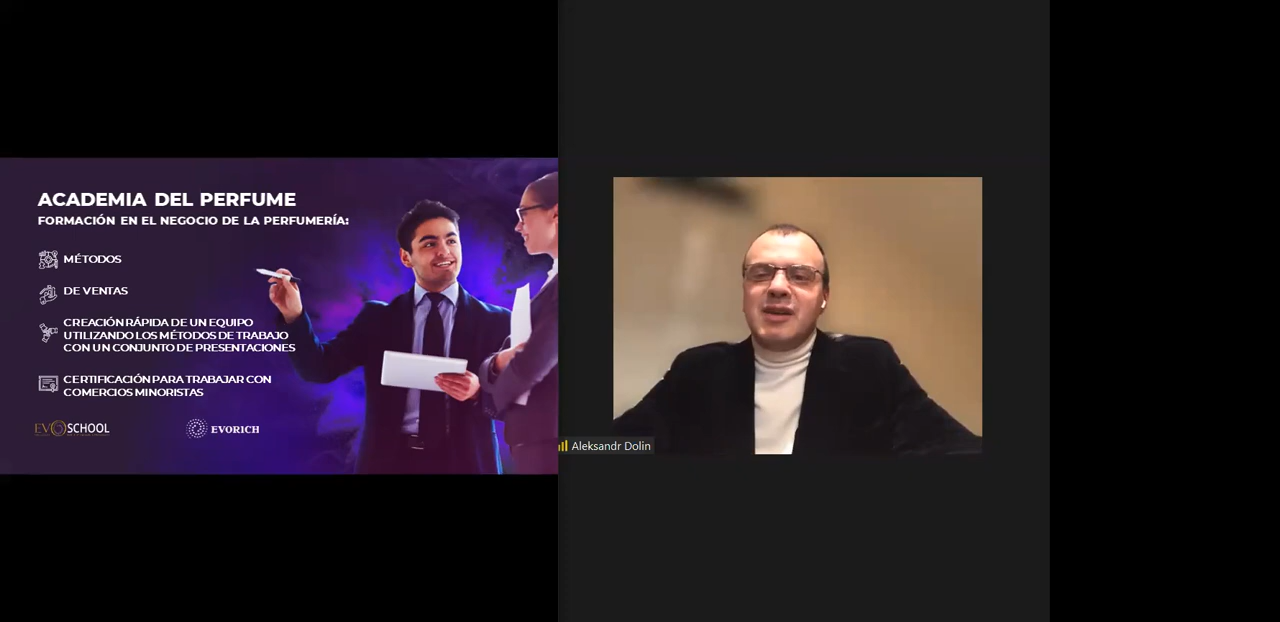 ACADEMIA DEL PERFUME
FORMACIÓN EN EL NEGOCIO DE LA PERFUMERÍA:
MÉTODOS
DE VENTAS
CREACIÓN RÁPIDA DE UN EQUIPO
UTILIZANDO LOS MÉTODOS DE TRABAJO
CON UN CONJUNTO DE PRESENTACIONES
CERTIFICACIÓN PARA TRABAJAR CON
COMERCIOS MINORISTAS
EVOSCHOOL
EVORICH
Aleksandr Dolin